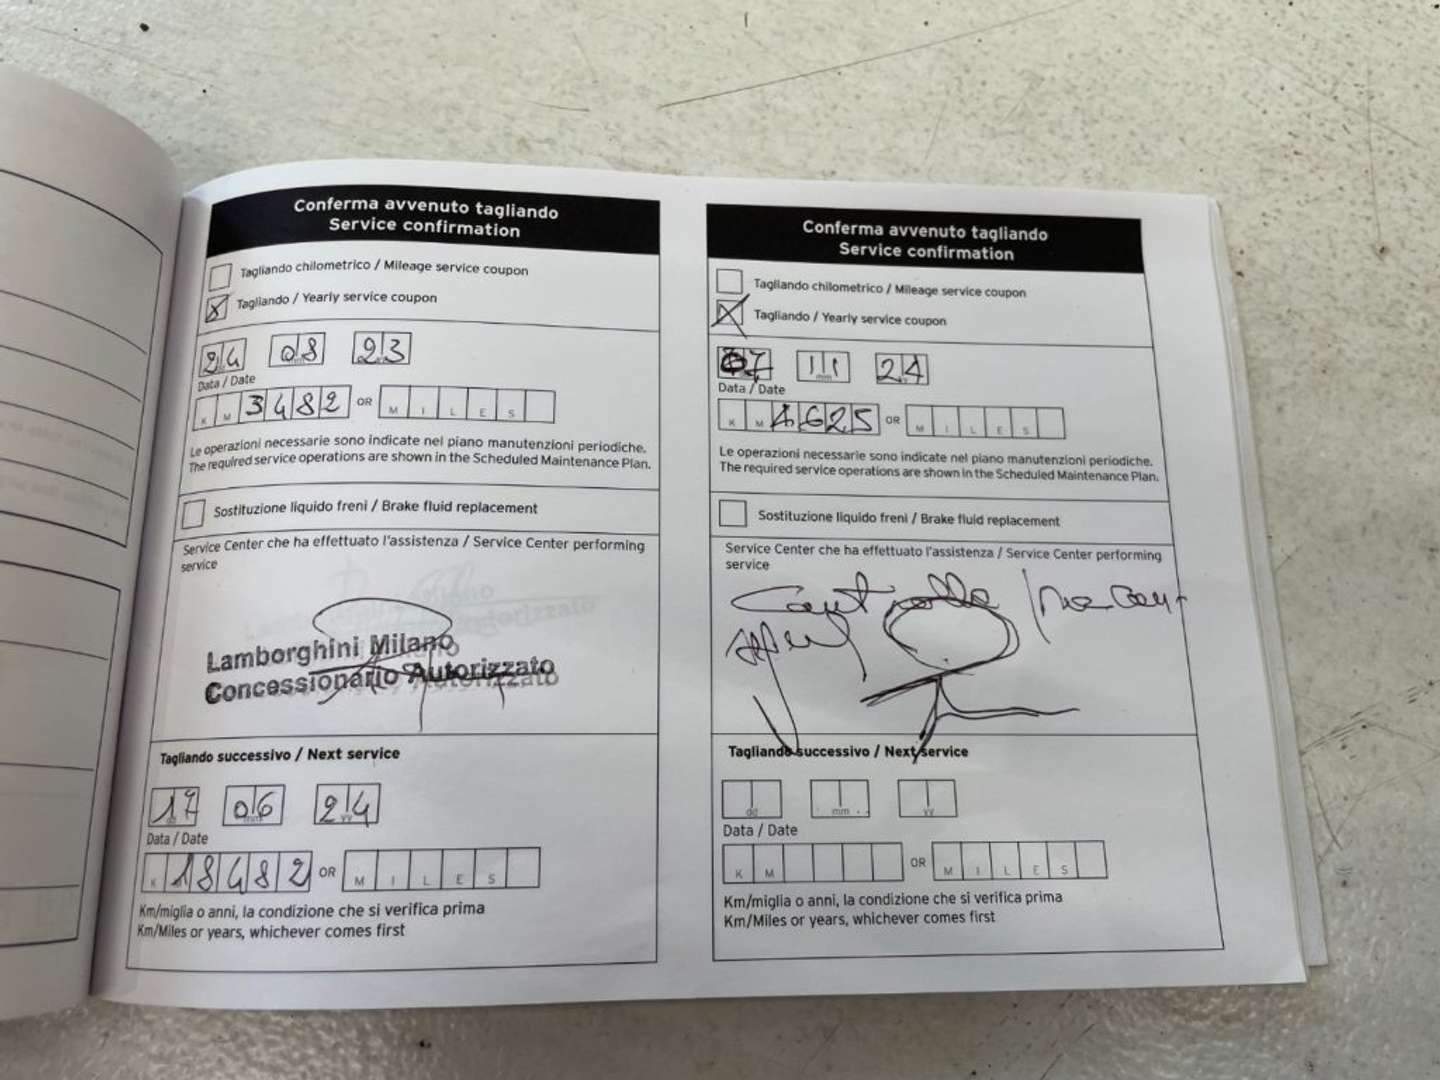 Conferma avvenuto tagliando
Service confirmation
Tagliando chilometrico / Mileage service coupon
Tagliando / Yearly service coupon
24 08 23
Data / Date
KM 3482 OR MILES
Le operazioni necessarie sono indicate nel piano manutenzioni periodiche.
The required service operations are shown in the Scheduled Maintenance Plan.
Sostituzione liquido freni / Brake fluid replacement
Service Center che ha effettuato l'assistenza / Service Center performing
service
Lamborghini Milano
Concessionario Autorizzato
Tagliando successivo / Next service
17 06 24
Data / Date
K 18482 OR MILES
Km/miglia o anni, la condizione che si verifica prima
Km/Miles or years, whichever comes first
Conferma avvenuto tagliando
Service confirmation
Tagliando chilometrico / Mileage service coupon
Tagliando / Yearly service coupon
11 24
Data / Date
KM 4625 OR MILES
Le operazioni necessarie sono indicate nel piano manutenzioni periodiche.
The required service operations are shown in the Scheduled Maintenance Plan.
Sostituzione liquido freni / Brake fluid replacement
Service Center che ha effettuato l'assistenza / Service Center performing
service
Tagliando successivo / Next service
dd mm yy
Data / Date
KM OR MILES
Km/miglia o anni, la condizione che si verifica prima
Km/Miles or years, whichever comes first